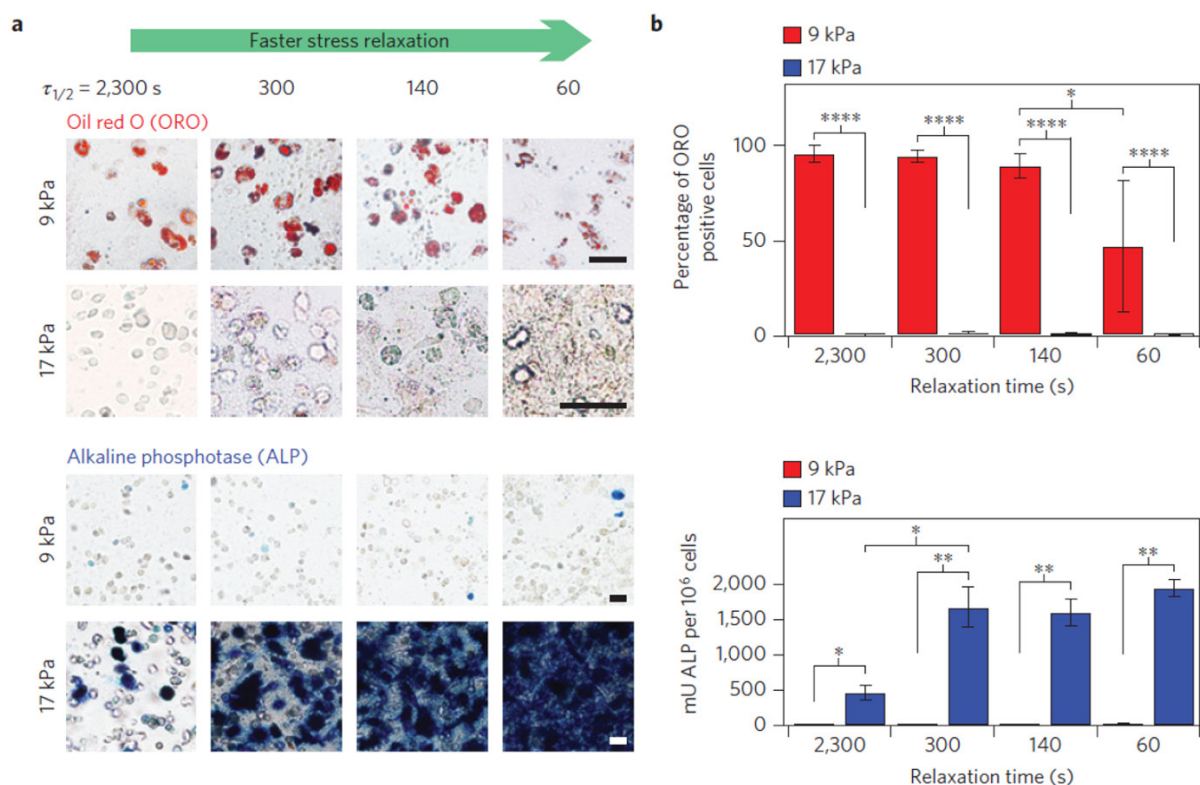 a
Faster stress relaxation
τ1/2 = 2,300 s 300 140 60
Oil red O (ORO)
9 kPa
17 kPa
Alkaline phosphotase (ALP)
9 kPa
17 kPa
b
9 kPa
17 kPa
Percentage of ORO
positive cells
100
50
0
**** **** **** * ****
2,300 300 140 60
Relaxation time (s)
9 kPa
17 kPa
mU ALP per 10⁶ cells
2,000
1,500
1,000
500
0
* * ** ** **
2,300 300 140 60
Relaxation time (s)